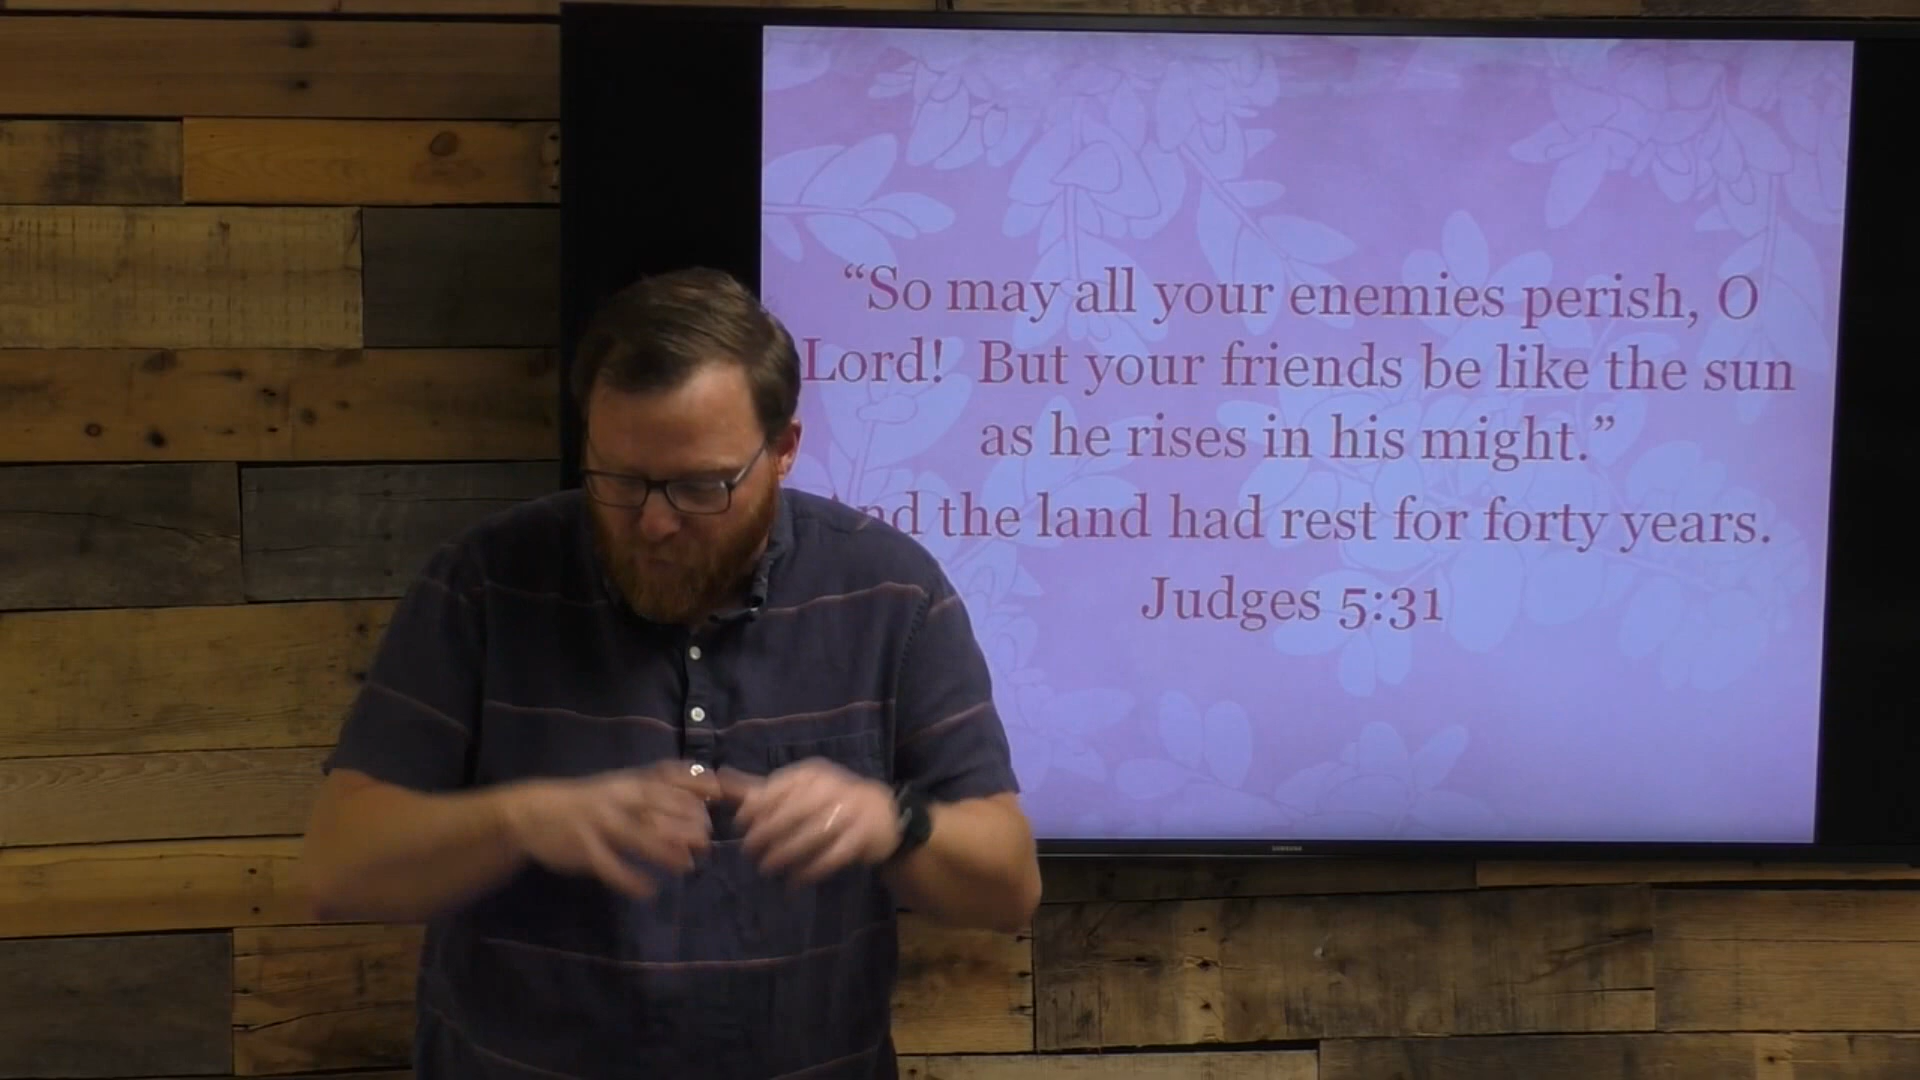 “So may all your enemies perish, O
Lord!  But your friends be like the sun
as he rises in his might.”
the land had rest for forty years.
Judges 5:31
SAMSUNG